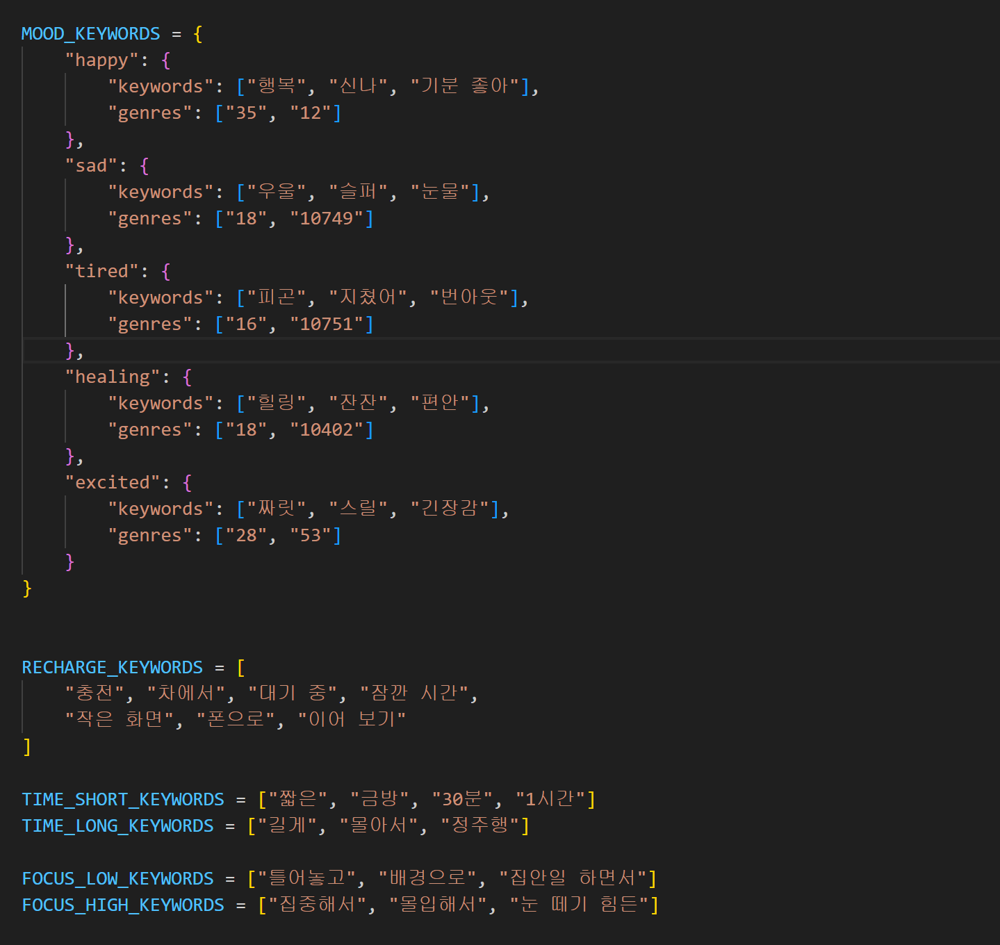 MOOD_KEYWORDS = {
    "happy": {
        "keywords": ["행복", "신나", "기분 좋아"],
        "genres": ["35", "12"]
    },
    "sad": {
        "keywords": ["우울", "슬퍼", "눈물"],
        "genres": ["18", "10749"]
    },
    "tired": {
        "keywords": ["피곤", "지쳤어", "번아웃"],
        "genres": ["16", "10751"]
    },
    "healing": {
        "keywords": ["힐링", "잔잔", "편안"],
        "genres": ["18", "10402"]
    },
    "excited": {
        "keywords": ["짜릿", "스릴", "긴장감"],
        "genres": ["28", "53"]
    }
}
RECHARGE_KEYWORDS = [
    "충전", "차에서", "대기 중", "잠깐 시간",
    "작은 화면", "폰으로", "이어 보기"
]
TIME_SHORT_KEYWORDS = ["짧은", "금방", "30분", "1시간"]
TIME_LONG_KEYWORDS = ["길게", "몰아서", "정주행"]
FOCUS_LOW_KEYWORDS = ["틀어놓고", "배경으로", "집안일 하면서"]
FOCUS_HIGH_KEYWORDS = ["집중해서", "몰입해서", "눈 떼기 힘든"]